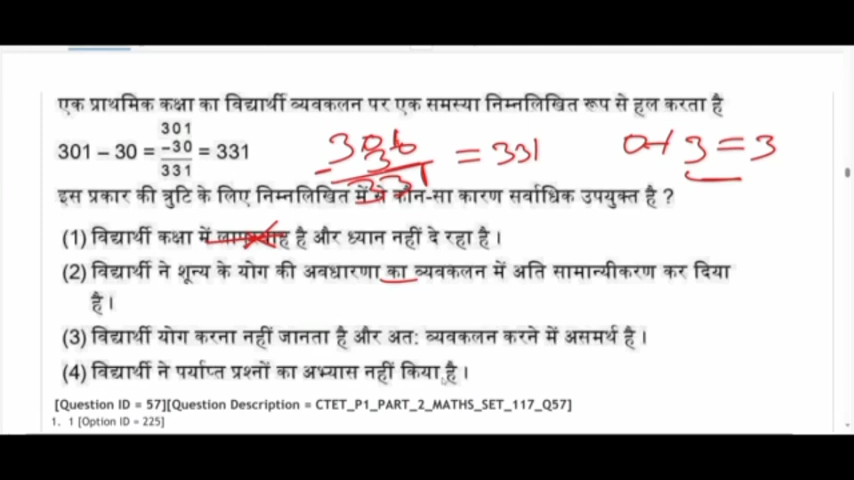 एक प्राथमिक कक्षा का विद्यार्थी व्यवकलन पर एक समस्या निम्नलिखित रूप से हल करता है
301
301 – 30 = –30 = 331
331
= 331
0+3=3
इस प्रकार की त्रुटि के लिए निम्नलिखित में से कौन-सा कारण सर्वाधिक उपयुक्त है ?
(1) विद्यार्थी कक्षा में है और ध्यान नहीं दे रहा है।
(2) विद्यार्थी ने शून्य के योग की अवधारणा का व्यवकलन में अति सामान्यीकरण कर दिया
है।
(3) विद्यार्थी योग करना नहीं जानता है और अत: व्यवकलन करने में असमर्थ है।
(4) विद्यार्थी ने पर्याप्त प्रश्नों का अभ्यास नहीं किया है।
[Question ID = 57][Question Description = CTET_P1_PART_2_MATHS_SET_117_Q57]
1. 1 [Option ID = 225]